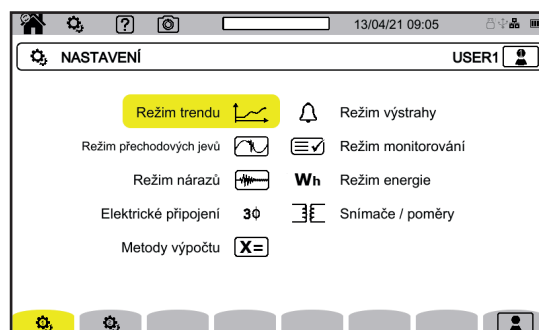 ? 13/04/21 09:05
NASTAVENÍ USER1
Režim trendu Režim výstrahy
Režim přechodových jevů Režim monitorování
Režim nárazů Wh Režim energie
Elektrické připojení 3Φ Snímače / poměry
Metody výpočtu X=